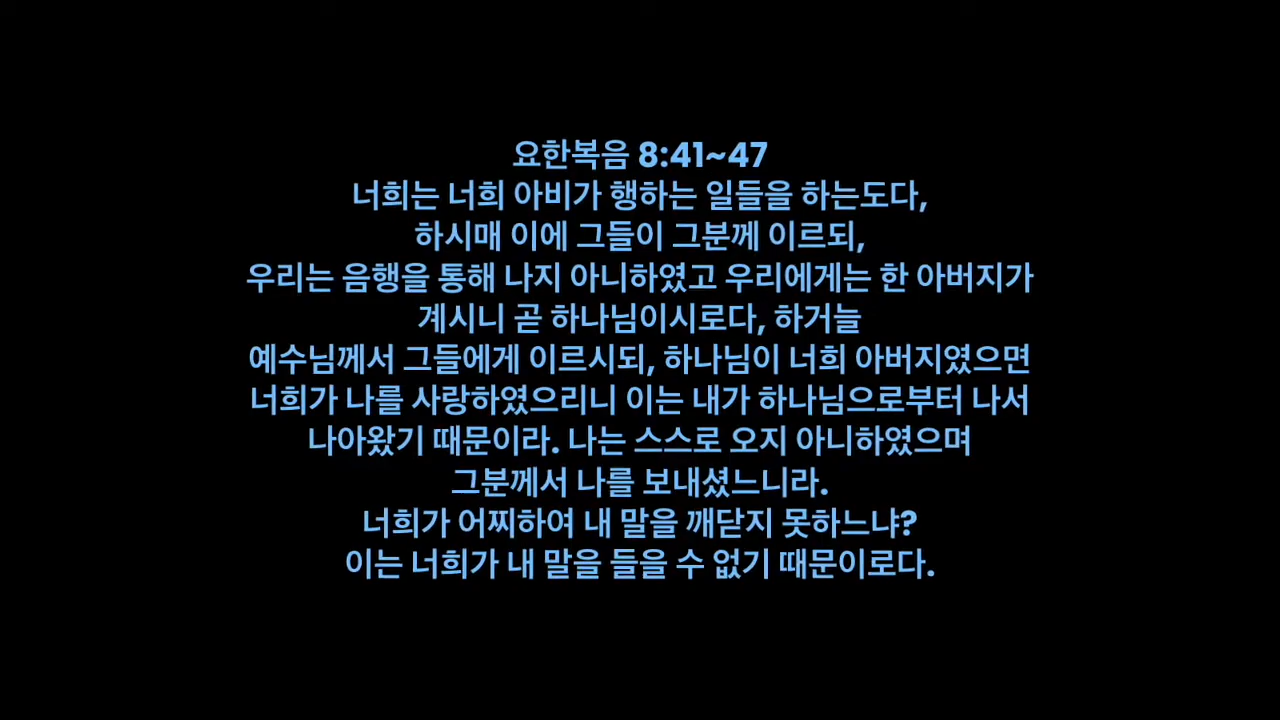 요한복음 8:41~47
너희는 너희 아비가 행하는 일들을 하는도다,
하시매 이에 그들이 그분께 이르되,
우리는 음행을 통해 나지 아니하였고 우리에게는 한 아버지가
계시니 곧 하나님이시로다, 하거늘
예수님께서 그들에게 이르시되, 하나님이 너희 아버지였으면
너희가 나를 사랑하였으리니 이는 내가 하나님으로부터 나서
나아왔기 때문이라. 나는 스스로 오지 아니하였으며
그분께서 나를 보내셨느니라.
너희가 어찌하여 내 말을 깨닫지 못하느냐?
이는 너희가 내 말을 들을 수 없기 때문이로다.